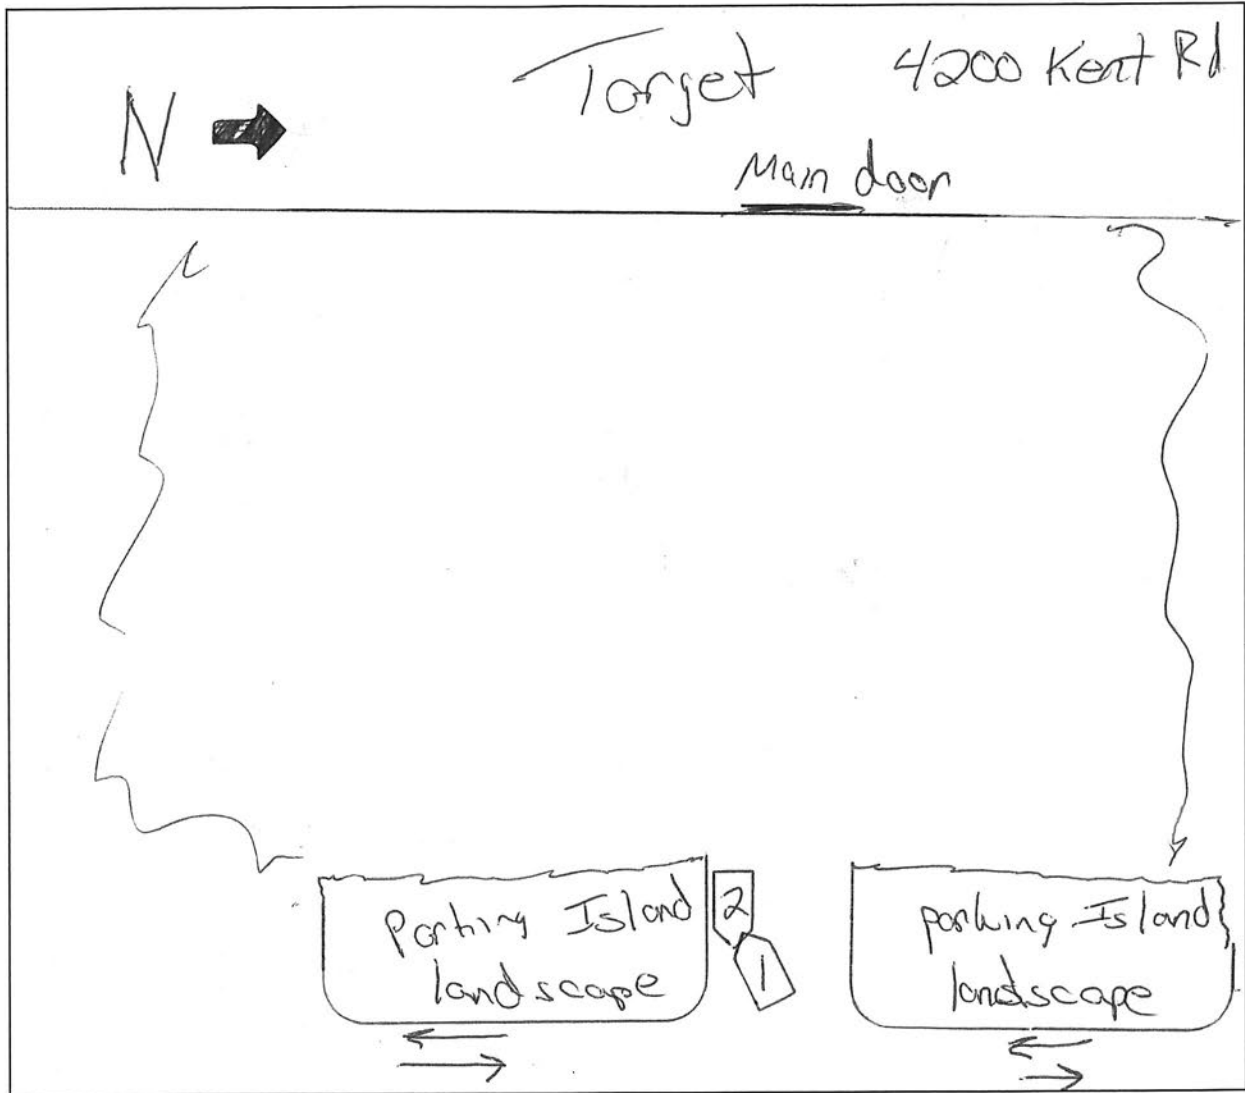 Target 4200 Kent Rd
N
Main door
Parking Island
landscape
2
1
parking Island
landscape